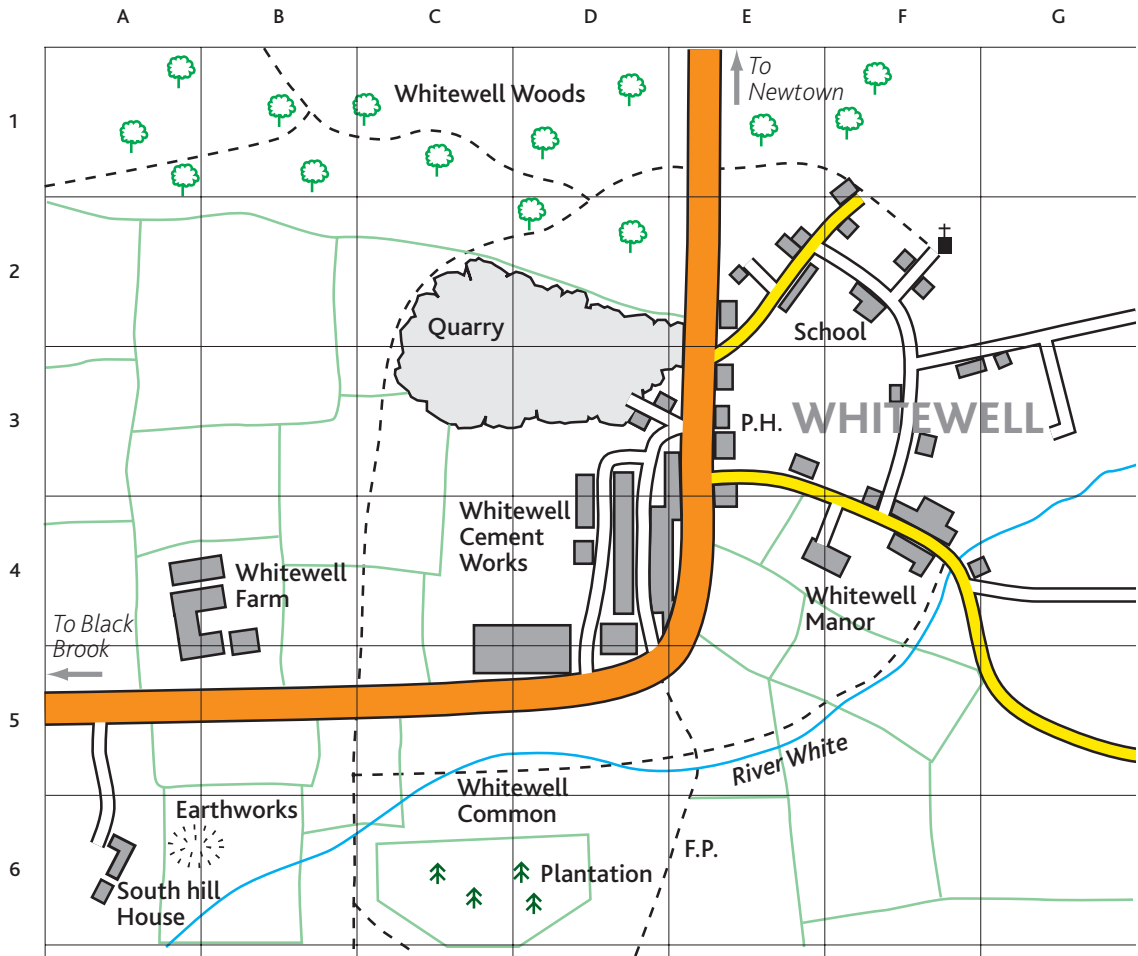 A B C D E F G
1
2
3
4
5
6
Whitewell Woods
To
Newtown
Quarry
School
P.H.
WHITEWELL
Whitewell
Cement
Works
Whitewell
Farm
Whitewell
Manor
To Black
Brook
River White
Whitewell
Common
Earthworks
F.P.
Plantation
South hill
House